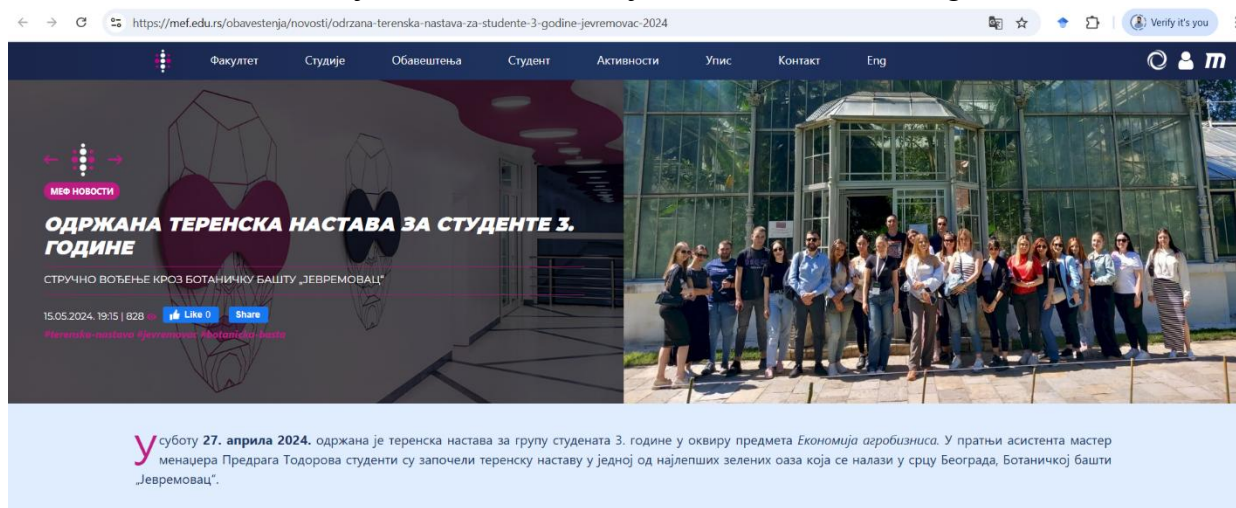 https://mef.edu.rs/obavestenja/novosti/odrzana-terenska-nastava-za-studente-3-godine-jevremovac-2024
Verify it's you
Факултет Студије Обавештења Студент Активности Упис Контакт Eng
m
МЕФ НОВОСТИ
ОДРЖАНА ТЕРЕНСКА НАСТАВА ЗА СТУДЕНТЕ 3.
ГОДИНЕ
СТРУЧНО ВОЂЕЊЕ КРОЗ БОТАНИЧКУ БАШТУ „ЈЕВРЕМОВАЦ“
15.05.2024. 19:15 | 828
Like 0 Share
#terenska-nastava #jevremovac #botanicka-basta
У суботу 27. априла 2024. одржана је теренска настава за групу студената 3. године у оквиру предмета Економија агробизниса. У пратњи асистента мастер
менаџера Предрага Тодорова студенти су започели теренску наставу у једној од најлепших зелених оаза која се налази у срцу Београда, Ботаничкој башти
„Јевремовац“.